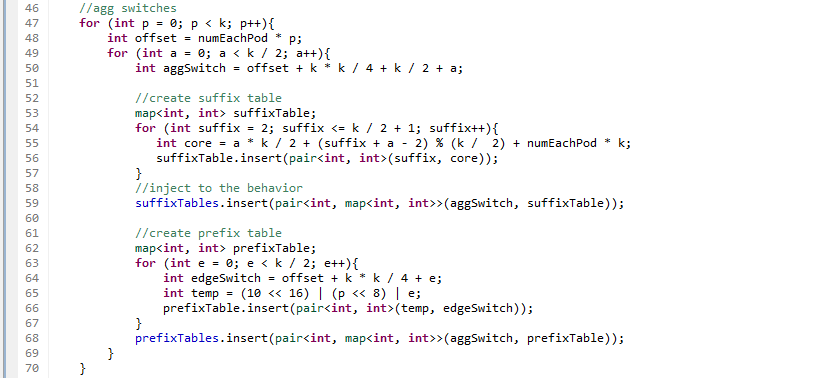 46 //agg switches
47 for (int p = 0; p < k; p++){
48 int offset = numEachPod * p;
49 for (int a = 0; a < k / 2; a++){
50 int aggSwitch = offset + k * k / 4 + k / 2 + a;
51
52 //create suffix table
53 map<int, int> suffixTable;
54 for (int suffix = 2; suffix <= k / 2 + 1; suffix++){
55 int core = a * k / 2 + (suffix + a - 2) % (k /  2) + numEachPod * k;
56 suffixTable.insert(pair<int, int>(suffix, core));
57 }
58 //inject to the behavior
59 suffixTables.insert(pair<int, map<int, int>>(aggSwitch, suffixTable));
60
61 //create prefix table
62 map<int, int> prefixTable;
63 for (int e = 0; e < k / 2; e++){
64 int edgeSwitch = offset + k * k / 4 + e;
65 int temp = (10 << 16) | (p << 8) | e;
66 prefixTable.insert(pair<int, int>(temp, edgeSwitch));
67 }
68 prefixTables.insert(pair<int, map<int, int>>(aggSwitch, prefixTable));
69 }
70 }